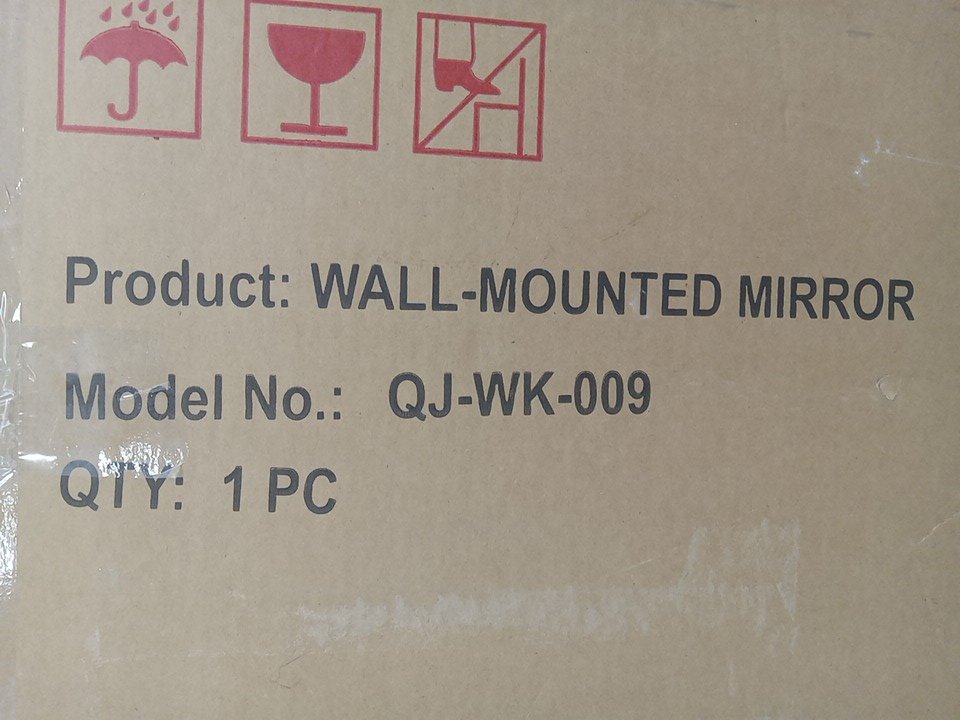 Product: WALL-MOUNTED MIRROR
Model No.: QJ-WK-009
QTY: 1 PC